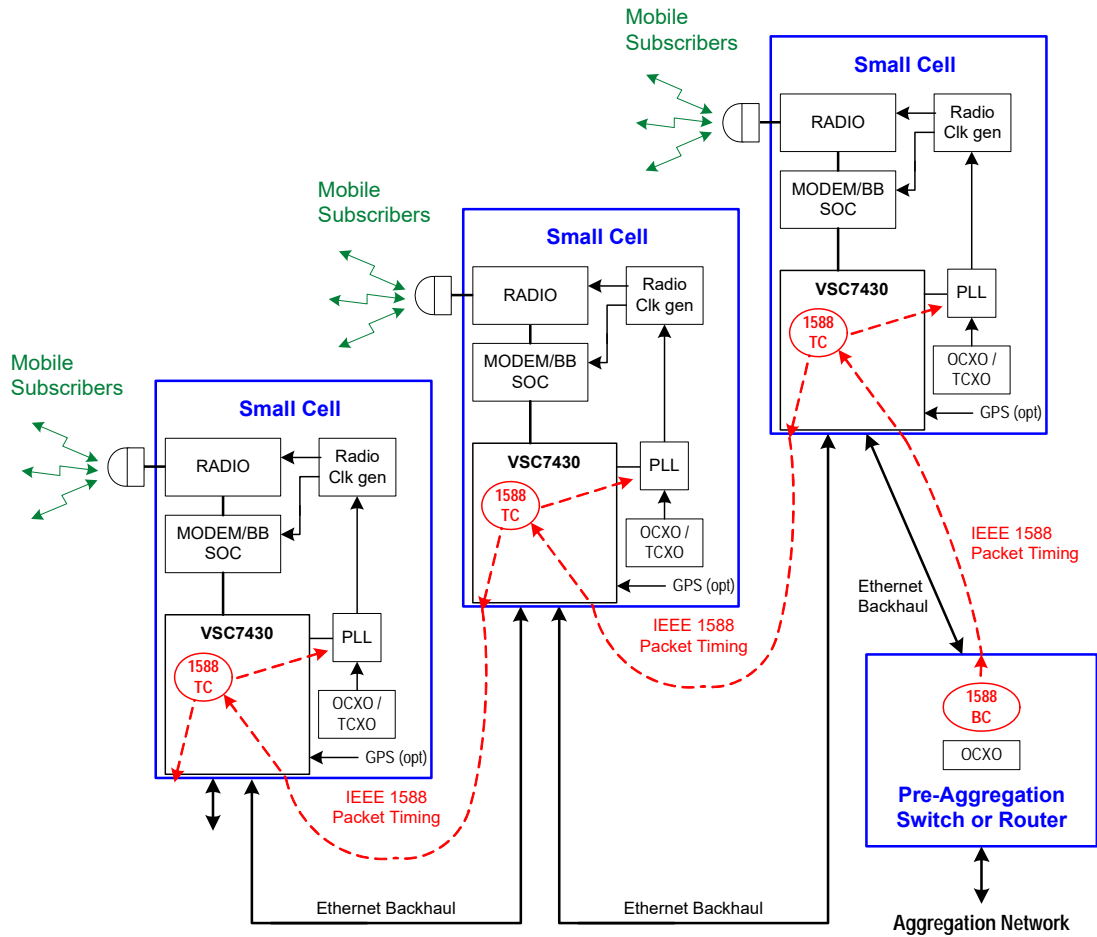 Mobile
Subscribers
Small Cell
RADIO
Radio
Clk gen
MODEM/BB
SOC
VSC7430
PLL
1588
TC
OCXO /
TCXO
GPS (opt)
Mobile
Subscribers
Small Cell
RADIO
Radio
Clk gen
MODEM/BB
SOC
VSC7430
PLL
1588
TC
OCXO /
TCXO
GPS (opt)
Mobile
Subscribers
Small Cell
RADIO
Radio
Clk gen
MODEM/BB
SOC
VSC7430
PLL
1588
TC
OCXO /
TCXO
GPS (opt)
IEEE 1588
Packet Timing
IEEE 1588
Packet Timing
IEEE 1588
Packet Timing
Ethernet
Backhaul
1588
BC
OCXO
Pre-Aggregation
Switch or Router
Ethernet Backhaul
Ethernet Backhaul
Aggregation Network